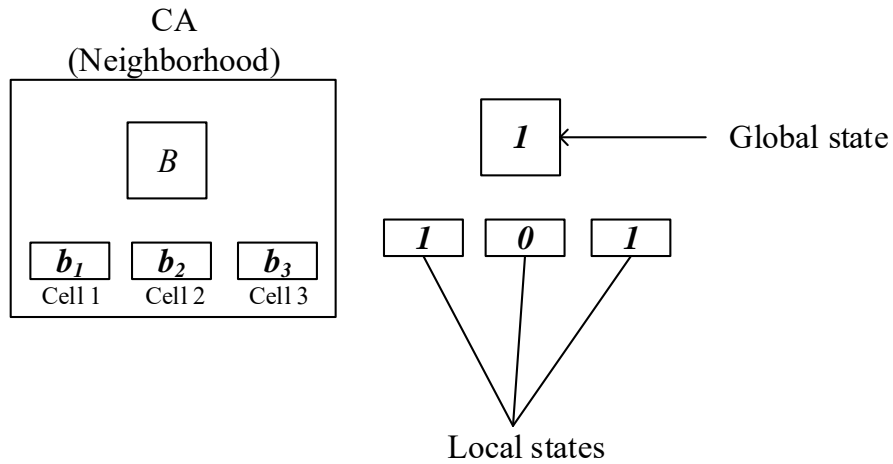 CA
(Neighborhood)
B
b₁ b₂ b₃
Cell 1 Cell 2 Cell 3
1
Global state
1 0 1
Local states